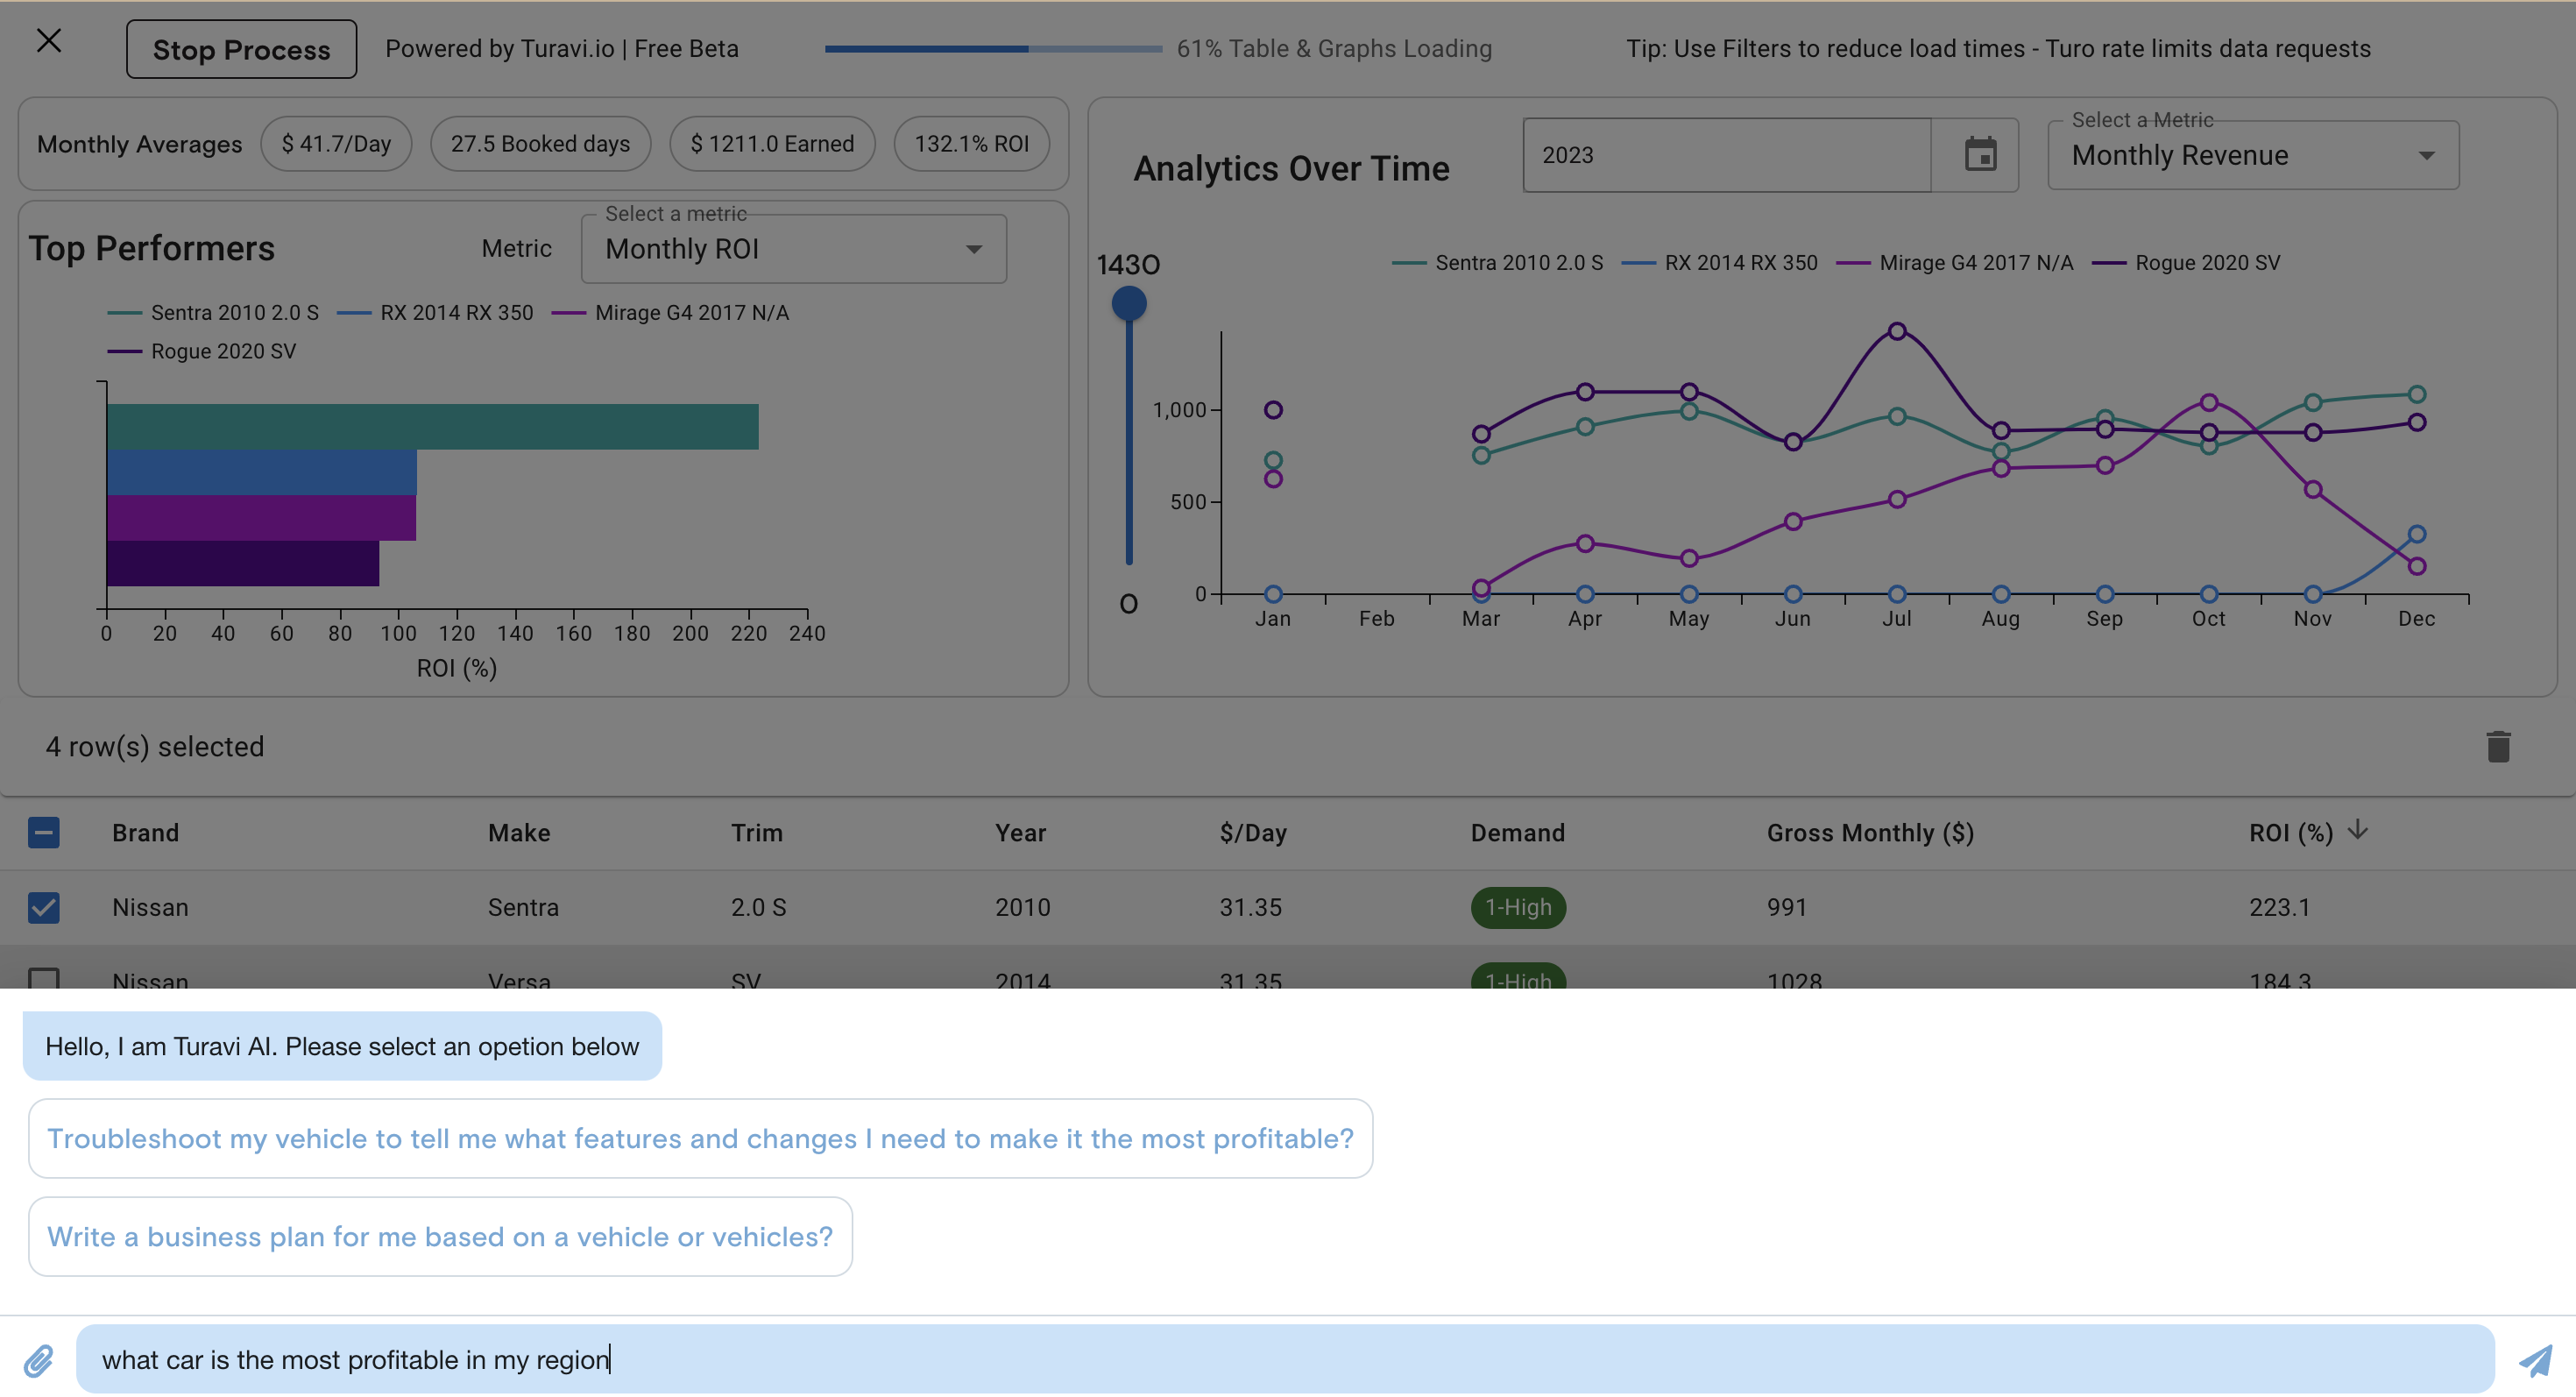 Stop Process
Powered by Turavi.io | Free Beta
61% Table & Graphs Loading
Tip: Use Filters to reduce load times - Turo rate limits data requests
Monthly Averages
$ 41.7/Day
27.5 Booked days
$ 1211.0 Earned
132.1% ROI
Top Performers
Metric
Select a metric
Monthly ROI
Sentra 2010 2.0 S
RX 2014 RX 350
Mirage G4 2017 N/A
Rogue 2020 SV
0 20 40 60 80 100 120 140 160 180 200 220 240
ROI (%)
Analytics Over Time
2023
Select a Metric
Monthly Revenue
1430
0
Sentra 2010 2.0 S
RX 2014 RX 350
Mirage G4 2017 N/A
Rogue 2020 SV
1,000
500
0
Jan Feb Mar Apr May Jun Jul Aug Sep Oct Nov Dec
4 row(s) selected
Brand Make Trim Year $/Day Demand Gross Monthly ($) ROI (%)
Nissan Sentra 2.0 S 2010 31.35 1-High 991 223.1
Nissan Versa SV 2014 31.35 1-High 1028 184.3
Hello, I am Turavi AI. Please select an opetion below
Troubleshoot my vehicle to tell me what features and changes I need to make it the most profitable?
Write a business plan for me based on a vehicle or vehicles?
what car is the most profitable in my region